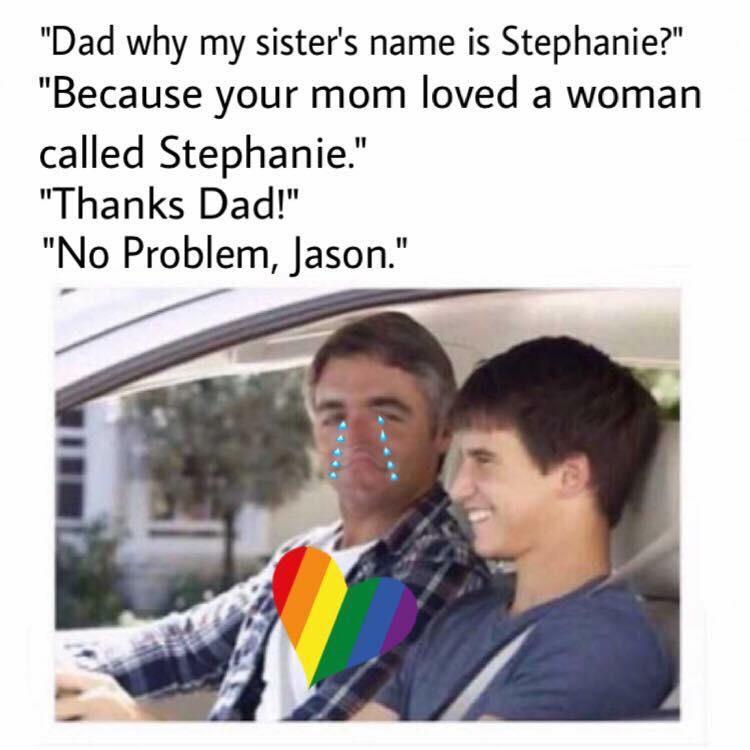 "Dad why my sister's name is Stephanie?"
"Because your mom loved a woman
called Stephanie."
"Thanks Dad!"
"No Problem, Jason."